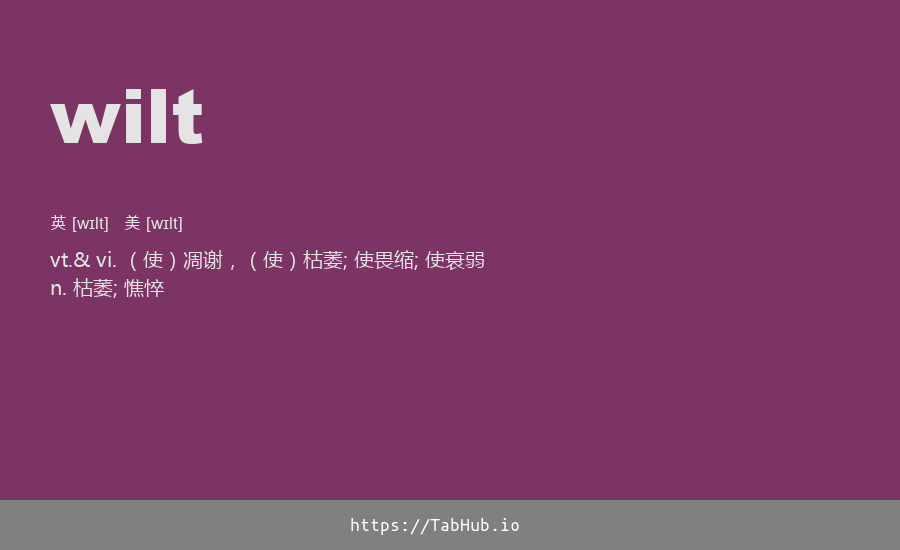 wilt
英 [wɪlt] 美 [wɪlt]
vt.& vi. （使）凋谢，（使）枯萎; 使畏缩; 使衰弱
n. 枯萎; 憔悴
https://TabHub.io